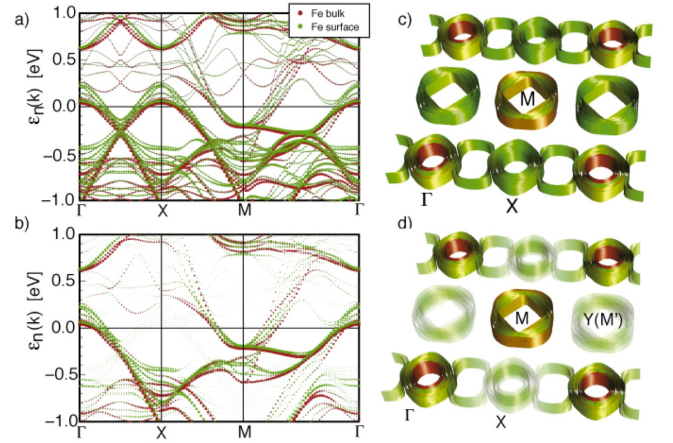 a)
Fe bulk
Fe surface
εn(k) [eV]
1.0
0.5
0.0
−0.5
−1.0
Γ X M Γ
b)
εn(k) [eV]
1.0
0.5
0.0
−0.5
−1.0
Γ X M Γ
c)
M
Γ X
d)
M Y(M')
Γ X